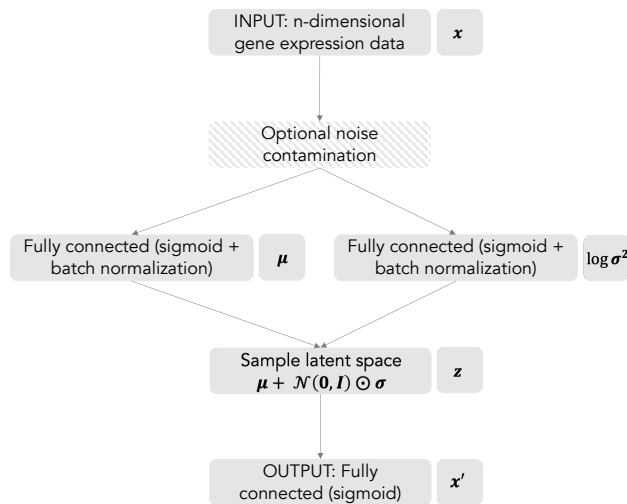 INPUT: n-dimensional
gene expression data
x
Optional noise
contamination
Fully connected (sigmoid +
batch normalization)
μ
Fully connected (sigmoid +
batch normalization)
log σ²
Sample latent space
μ + 𝒩(0, I) ⊙ σ
z
OUTPUT: Fully
connected (sigmoid)
x′